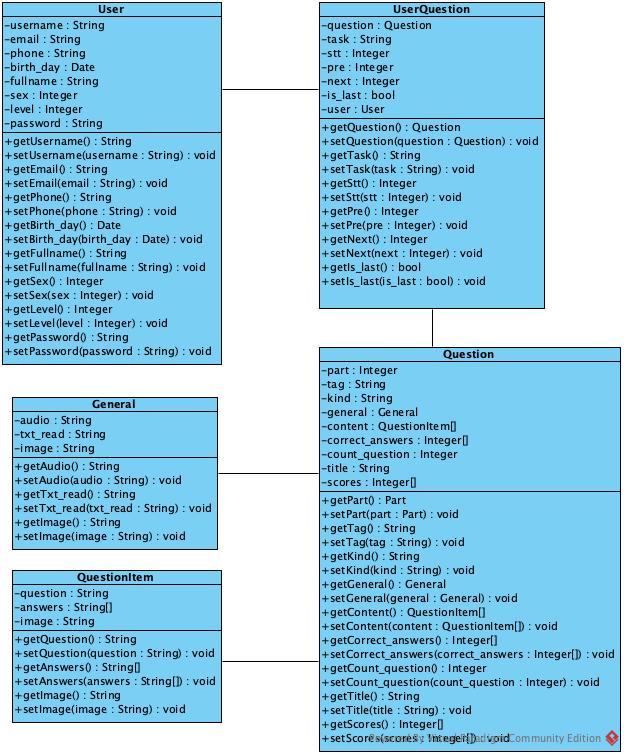 User
-username : String
-email : String
-phone : String
-birth_day : Date
-fullname : String
-sex : Integer
-level : Integer
-password : String
+getUsername() : String
+setUsername(username : String) : void
+getEmail() : String
+setEmail(email : String) : void
+getPhone() : String
+setPhone(phone : String) : void
+getBirth_day() : Date
+setBirth_day(birth_day : Date) : void
+getFullname() : String
+setFullname(fullname : String) : void
+getSex() : Integer
+setSex(sex : Integer) : void
+getLevel() : Integer
+setLevel(level : Integer) : void
+getPassword() : String
+setPassword(password : String) : void
UserQuestion
-question : Question
-task : String
-stt : Integer
-pre : Integer
-next : Integer
-is_last : bool
-user : User
+getQuestion() : Question
+setQuestion(question : Question) : void
+getTask() : String
+setTask(task : String) : void
+getStt() : Integer
+setStt(stt : Integer) : void
+getPre() : Integer
+setPre(pre : Integer) : void
+getNext() : Integer
+setNext(next : Integer) : void
+getIs_last() : bool
+setIs_last(is_last : bool) : void
General
-audio : String
-txt_read : String
-image : String
+getAudio() : String
+setAudio(audio : String) : void
+getTxt_read() : String
+setTxt_read(txt_read : String) : void
+getImage() : String
+setImage(image : String) : void
QuestionItem
-question : String
-answers : String[]
-image : String
+getQuestion() : String
+setQuestion(question : String) : void
+getAnswers() : String[]
+setAnswers(answers : String[]) : void
+getImage() : String
+setImage(image : String) : void
Question
-part : Integer
-tag : String
-kind : String
-general : General
-content : QuestionItem[]
-correct_answers : Integer[]
-count_question : Integer
-title : String
-scores : Integer[]
+getPart() : Part
+setPart(part : Part) : void
+getTag() : String
+setTag(tag : String) : void
+getKind() : String
+setKind(kind : String) : void
+getGeneral() : General
+setGeneral(general : General) : void
+getContent() : QuestionItem[]
+setContent(content : QuestionItem[]) : void
+getCorrect_answers() : Integer[]
+setCorrect_answers(correct_answers : Integer[]) : void
+getCount_question() : Integer
+setCount_question(count_question : Integer) : void
+getTitle() : String
+setTitle(title : String) : void
+getScores() : Integer[]
+setScores(scores : Integer[]) : void
Powered By Visual Paradigm Community Edition